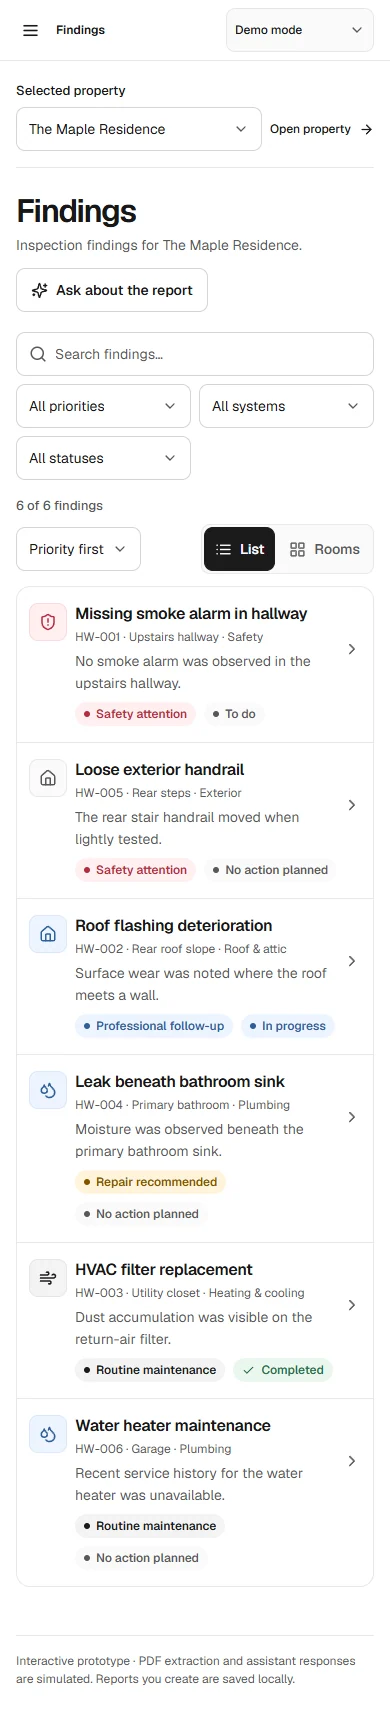 Findings
Demo mode
Selected property
The Maple Residence
Open property
Findings
Inspection findings for The Maple Residence.
Ask about the report
Search findings...
All priorities
All systems
All statuses
6 of 6 findings
Priority first
List
Rooms
Missing smoke alarm in hallway
HW-001 · Upstairs hallway · Safety
No smoke alarm was observed in the
upstairs hallway.
Safety attention
To do
Loose exterior handrail
HW-005 · Rear steps · Exterior
The rear stair handrail moved when
lightly tested.
Safety attention
No action planned
Roof flashing deterioration
HW-002 · Rear roof slope · Roof & attic
Surface wear was noted where the roof
meets a wall.
Professional follow-up
In progress
Leak beneath bathroom sink
HW-004 · Primary bathroom · Plumbing
Moisture was observed beneath the
primary bathroom sink.
Repair recommended
No action planned
HVAC filter replacement
HW-003 · Utility closet · Heating & cooling
Dust accumulation was visible on the
return-air filter.
Routine maintenance
Completed
Water heater maintenance
HW-006 · Garage · Plumbing
Recent service history for the water
heater was unavailable.
Routine maintenance
No action planned
Interactive prototype · PDF extraction and assistant responses
are simulated. Reports you create are saved locally.